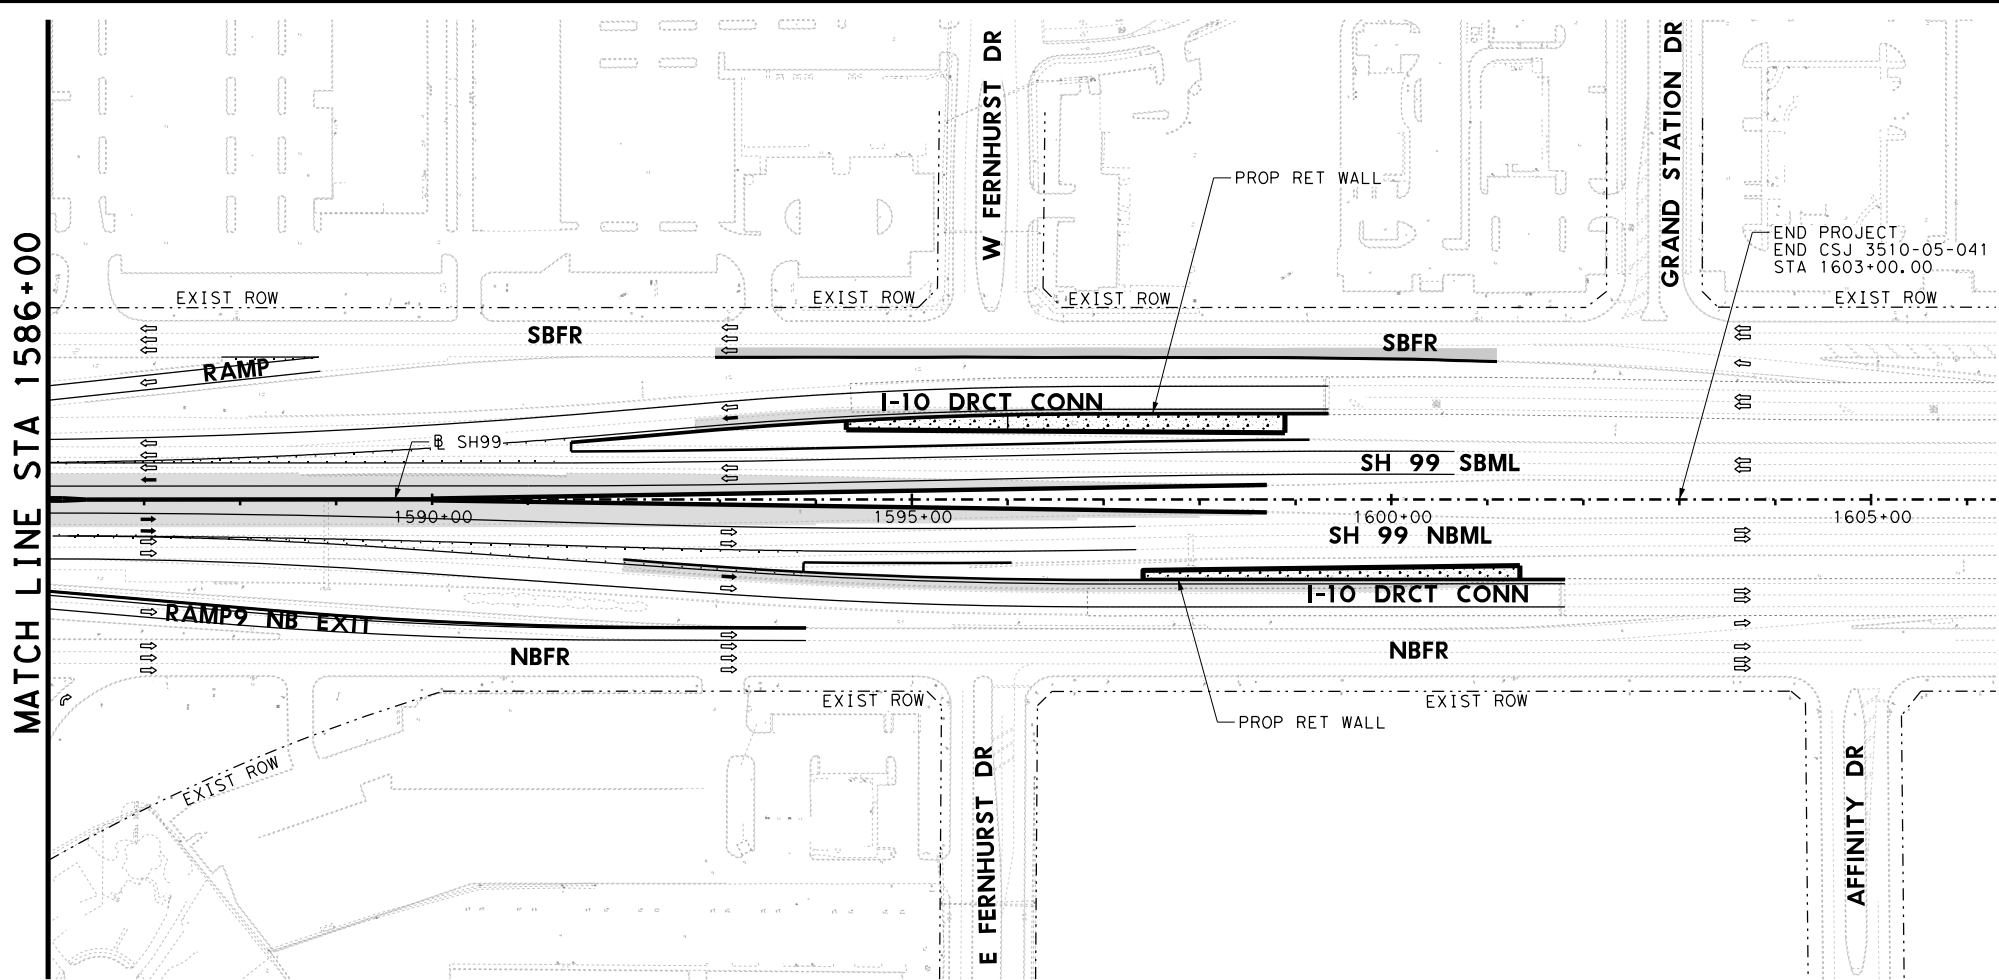 MATCH LINE STA 1586+00
W FERNHURST DR
GRAND STATION DR
PROP RET WALL
END PROJECT
END CSJ 3510-05-041
STA 1603+00.00
EXIST ROW
EXIST ROW
EXIST ROW
EXIST ROW
SBFR
SBFR
RAMP
I-10 DRCT CONN
℄ SH99
SH 99 SBML
1590+00
1595+00
1600+00
1605+00
SH 99 NBML
I-10 DRCT CONN
RAMP9 NB EXIT
NBFR
NBFR
EXIST ROW
EXIST ROW
PROP RET WALL
EXIST ROW
E FERNHURST DR
AFFINITY DR